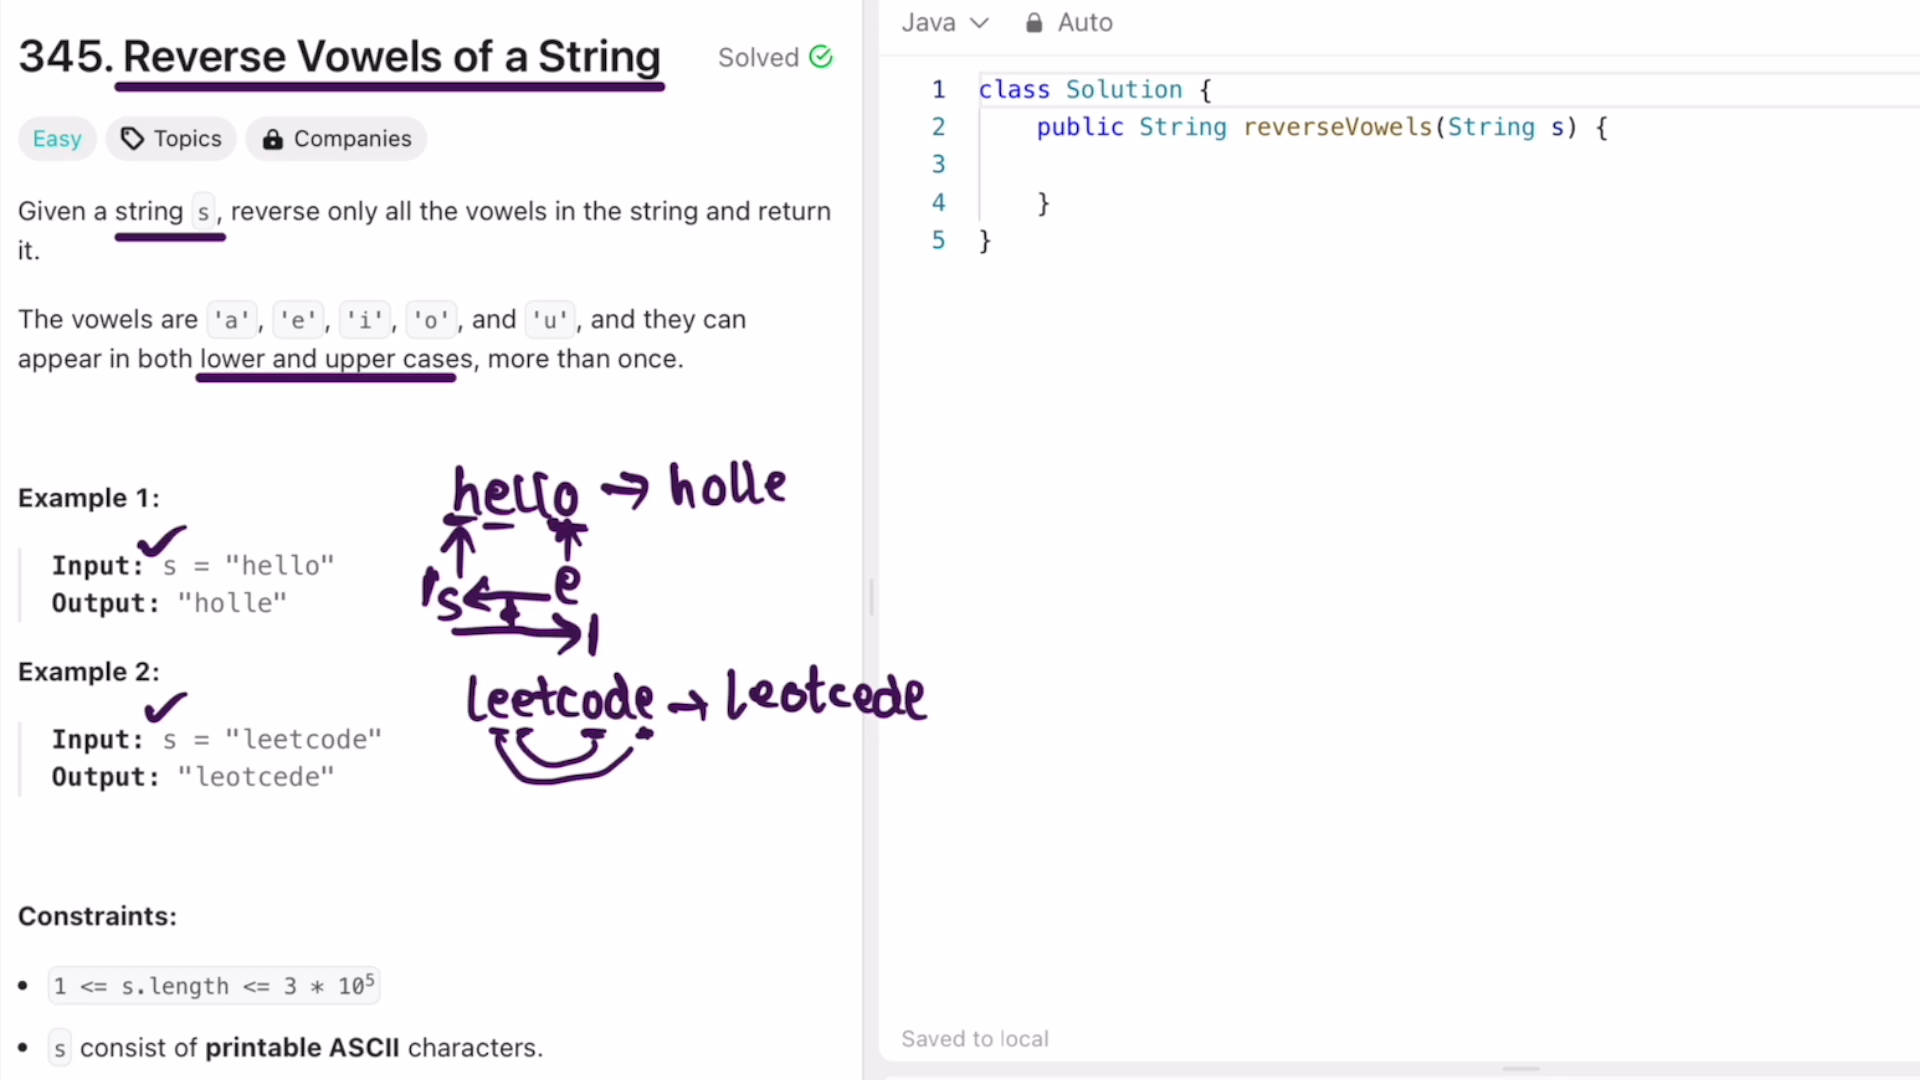 345. Reverse Vowels of a String
Solved
Easy
Topics
Companies
Given a string s, reverse only all the vowels in the string and return
it.
The vowels are 'a', 'e', 'i', 'o', and 'u', and they can
appear in both lower and upper cases, more than once.
Example 1:
Input: s = "hello"
Output: "holle"
hello → holle
s e
Example 2:
Input: s = "leetcode"
Output: "leotcede"
leetcode → leotcede
Constraints:
• 1 <= s.length <= 3 * 10⁵
• s consist of printable ASCII characters.
Java
Auto
1 class Solution {
2 public String reverseVowels(String s) {
3
4 }
5 }
Saved to local